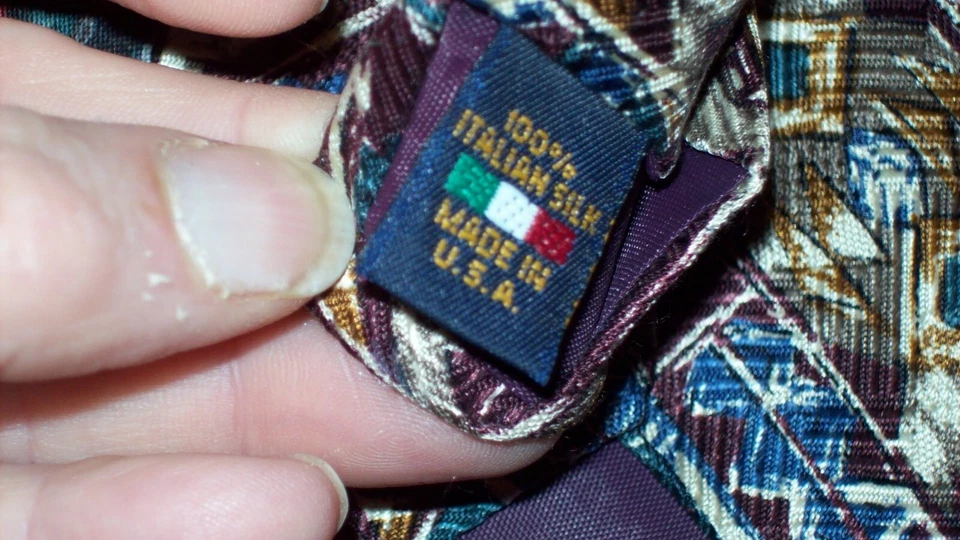 100%
ITALIAN SILK
MADE IN
U.S.A.